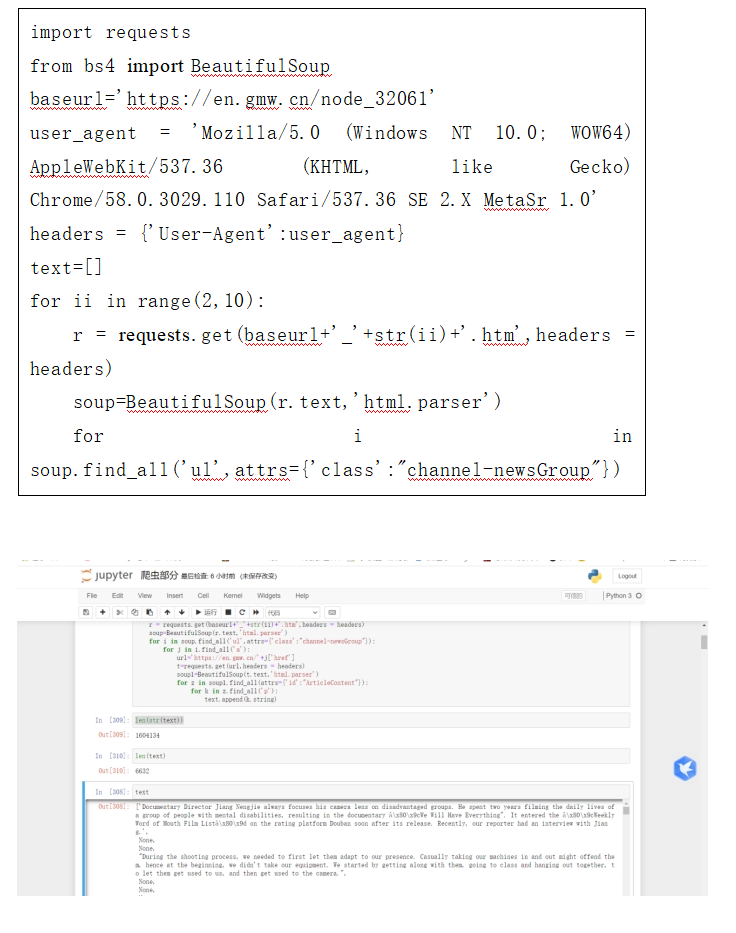 import requests
from bs4 import BeautifulSoup
baseurl='https://en.gmw.cn/node_32061'
user_agent = 'Mozilla/5.0 (Windows NT 10.0; WOW64)
AppleWebKit/537.36 (KHTML, like Gecko)
Chrome/58.0.3029.110 Safari/537.36 SE 2.X MetaSr 1.0'
headers = {'User-Agent':user_agent}
text=[]
for ii in range(2,10):
r = requests.get(baseurl+'_'+str(ii)+'.htm',headers =
headers)
soup=BeautifulSoup(r.text,'html.parser')
for i in
soup.find_all('ul',attrs={'class':"channel-newsGroup"})
jupyter 爬虫部分 最后检查: 6 小时前 (未保存改变)
Logout
File Edit View Insert Cell Kernel Widgets Help
可信的 Python 3
运行 代码
r = requests.get(baseurl+'_'+str(ii)+'.htm',headers = headers)
soup=BeautifulSoup(r.text,'html.parser')
for i in soup.find_all('ul',attrs={'class':"channel-newsGroup"}):
for j in i.find_all('a'):
url='https://en.gmw.cn/'+j['href']
t=requests.get(url,headers = headers)
soup1=BeautifulSoup(t.text,'html.parser')
for z in soup1.find_all(attrs={'id':"ArticleContent"}):
for k in z.find_all('p'):
text.append(k.string)
In [309]: len(str(text))
Out[309]: 1604134
In [310]: len(text)
Out[310]: 6632
In [308]: text
Out[308]: ['Documentary Director Jiang Nengjie always focuses his camera lens on disadvantaged groups. He spent two years filming the daily lives of
a group of people with mental disabilities, resulting in the documentary â\x80\x9cWe Will Have Everything". It entered the â\x80\x9cWeekly
Word of Mouth Film Listâ\x80\x9d on the rating platform Douban soon after its release. Recently, our reporter had an interview with Jian
g.',
None,
None,
"During the shooting process, we needed to first let them adapt to our presence. Casually taking our machines in and out might offend the
m, hence at the beginning, we didn't take our equipment. We started by getting along with them, going to class and hanging out together, t
o let them get used to us, and then get used to the camera.",
None,
None,